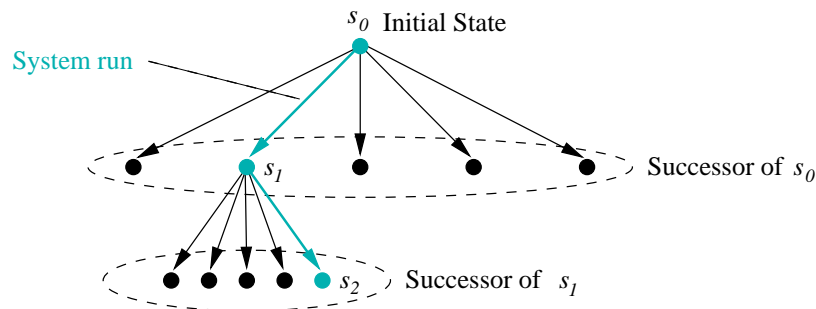 s0 Initial State
System run
s1
Successor of s0
s2
Successor of s1